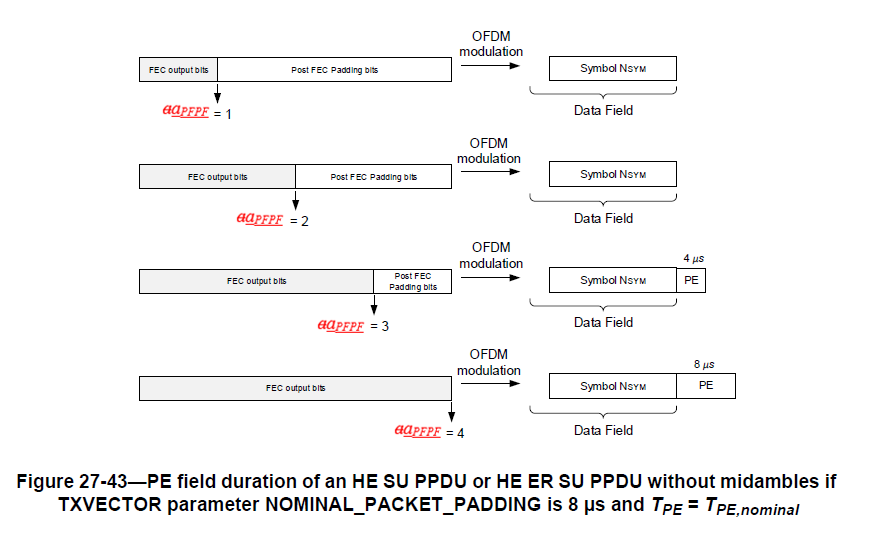 OFDM
modulation
FEC output bits
Post FEC Padding bits
Symbol NSYM
aaPFPF = 1
Data Field
OFDM
modulation
FEC output bits
Post FEC Padding bits
Symbol NSYM
aaPFPF = 2
Data Field
OFDM
modulation
4 µs
FEC output bits
Post FEC
Padding bits
Symbol NSYM
PE
aaPFPF = 3
Data Field
OFDM
modulation
8 µs
FEC output bits
Symbol NSYM
PE
aaPFPF = 4
Data Field
Figure 27-43—PE field duration of an HE SU PPDU or HE ER SU PPDU without midambles if
TXVECTOR parameter NOMINAL_PACKET_PADDING is 8 µs and TPE = TPE,nominal